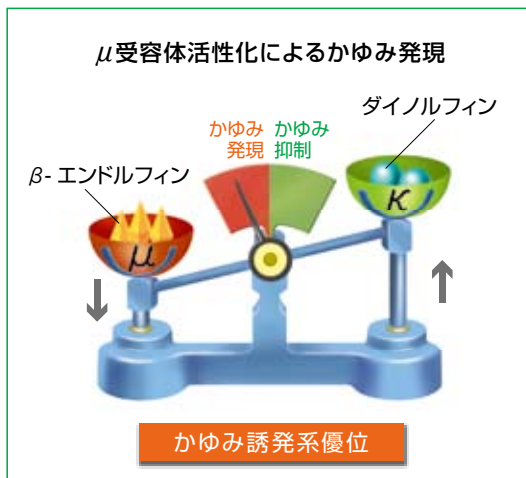 μ受容体活性化によるかゆみ発現
ダイノルフィン
かゆみ かゆみ
発現 抑制
β-エンドルフィン
κ
μ
かゆみ誘発系優位